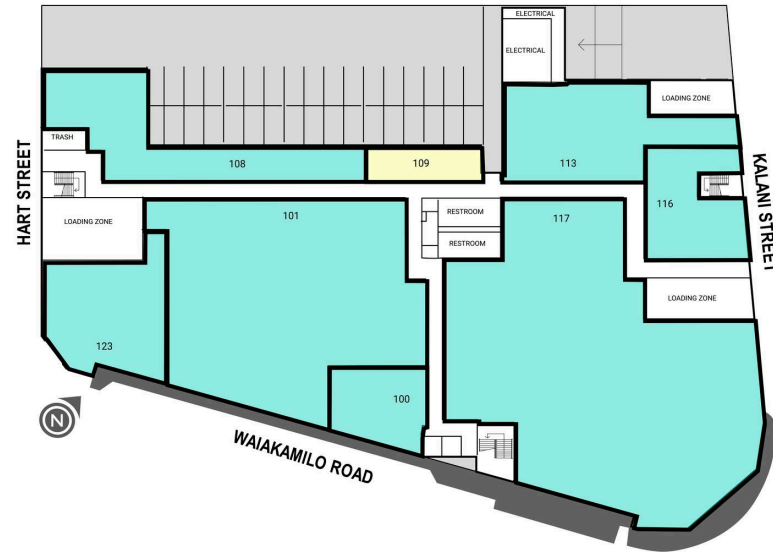 ELECTRICAL
ELECTRICAL
LOADING ZONE
TRASH
108
109
113
HART STREET
KALANI STREET
116
LOADING ZONE
101
RESTROOM
RESTROOM
117
LOADING ZONE
123
100
N
WAIAKAMILO ROAD